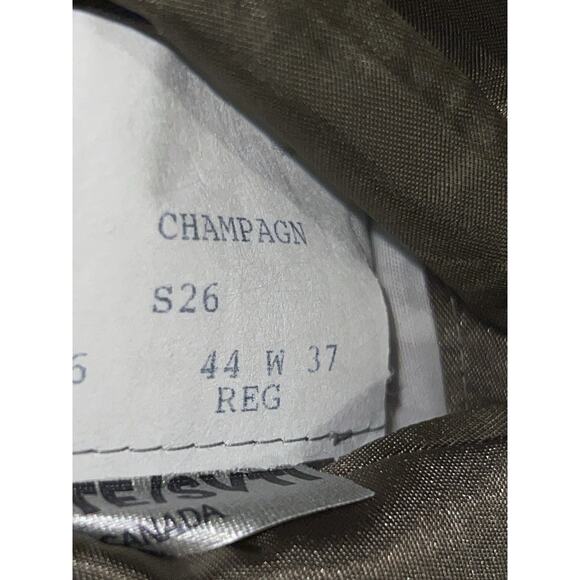 CHAMPAGN
S26
6 44 W 37
REG
CANADA